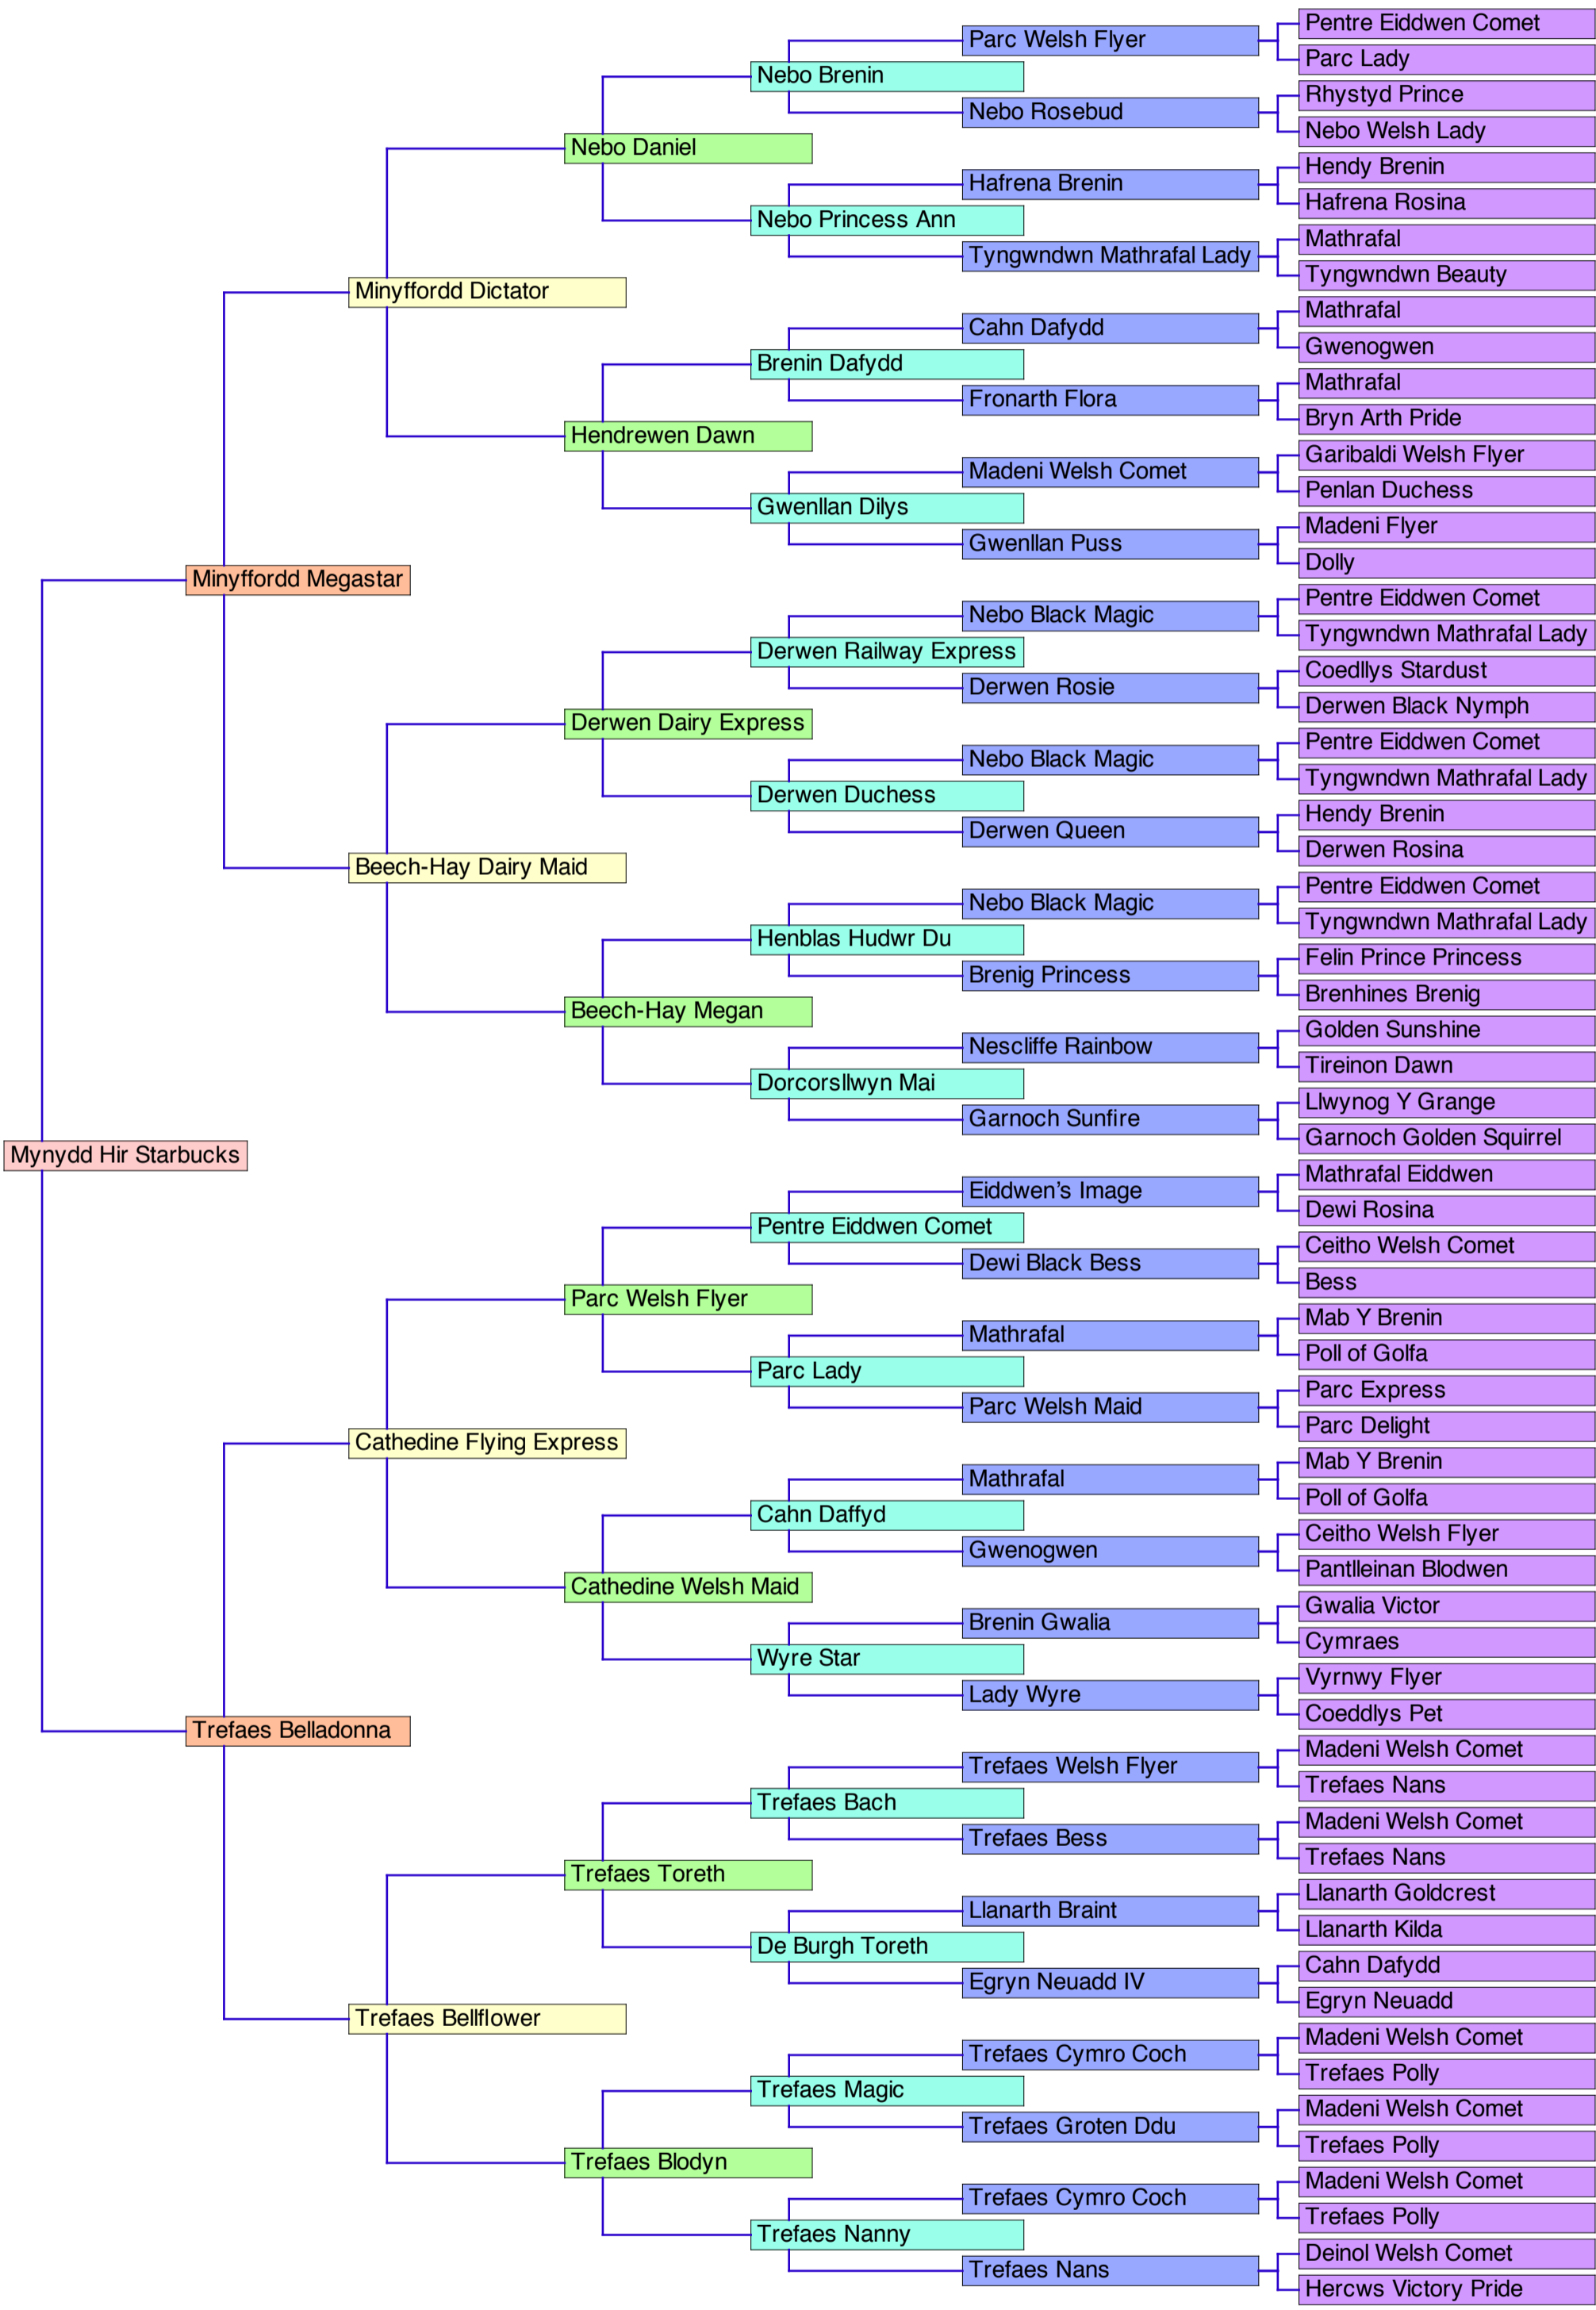 Pentre Eiddwen Comet
Parc Welsh Flyer
Parc Lady
Nebo Brenin
Rhystyd Prince
Nebo Rosebud
Nebo Welsh Lady
Nebo Daniel
Hendy Brenin
Hafrena Brenin
Hafrena Rosina
Nebo Princess Ann
Mathrafal
Tyngwndwn Mathrafal Lady
Tyngwndwn Beauty
Minyffordd Dictator
Mathrafal
Cahn Dafydd
Gwenogwen
Brenin Dafydd
Mathrafal
Fronarth Flora
Bryn Arth Pride
Hendrewen Dawn
Garibaldi Welsh Flyer
Madeni Welsh Comet
Penlan Duchess
Gwenllan Dilys
Madeni Flyer
Gwenllan Puss
Dolly
Minyffordd Megastar
Pentre Eiddwen Comet
Nebo Black Magic
Tyngwndwn Mathrafal Lady
Derwen Railway Express
Coedllys Stardust
Derwen Rosie
Derwen Black Nymph
Derwen Dairy Express
Pentre Eiddwen Comet
Nebo Black Magic
Tyngwndwn Mathrafal Lady
Derwen Duchess
Hendy Brenin
Derwen Queen
Derwen Rosina
Beech-Hay Dairy Maid
Pentre Eiddwen Comet
Nebo Black Magic
Tyngwndwn Mathrafal Lady
Henblas Hudwr Du
Felin Prince Princess
Brenig Princess
Brenhines Brenig
Beech-Hay Megan
Golden Sunshine
Nescliffe Rainbow
Tireinon Dawn
Dorcorsllwyn Mai
Llwynog Y Grange
Garnoch Sunfire
Garnoch Golden Squirrel
Mynydd Hir Starbucks
Mathrafal Eiddwen
Eiddwen’s Image
Dewi Rosina
Pentre Eiddwen Comet
Ceitho Welsh Comet
Dewi Black Bess
Bess
Parc Welsh Flyer
Mab Y Brenin
Mathrafal
Poll of Golfa
Parc Lady
Parc Express
Parc Welsh Maid
Parc Delight
Cathedine Flying Express
Mab Y Brenin
Mathrafal
Poll of Golfa
Cahn Daffyd
Ceitho Welsh Flyer
Gwenogwen
Pantlleinan Blodwen
Cathedine Welsh Maid
Gwalia Victor
Brenin Gwalia
Cymraes
Wyre Star
Vyrnwy Flyer
Lady Wyre
Coeddlys Pet
Trefaes Belladonna
Madeni Welsh Comet
Trefaes Welsh Flyer
Trefaes Nans
Trefaes Bach
Madeni Welsh Comet
Trefaes Bess
Trefaes Nans
Trefaes Toreth
Llanarth Goldcrest
Llanarth Braint
Llanarth Kilda
De Burgh Toreth
Cahn Dafydd
Egryn Neuadd IV
Egryn Neuadd
Trefaes Bellflower
Madeni Welsh Comet
Trefaes Cymro Coch
Trefaes Polly
Trefaes Magic
Madeni Welsh Comet
Trefaes Groten Ddu
Trefaes Polly
Trefaes Blodyn
Madeni Welsh Comet
Trefaes Cymro Coch
Trefaes Polly
Trefaes Nanny
Deinol Welsh Comet
Trefaes Nans
Hercws Victory Pride